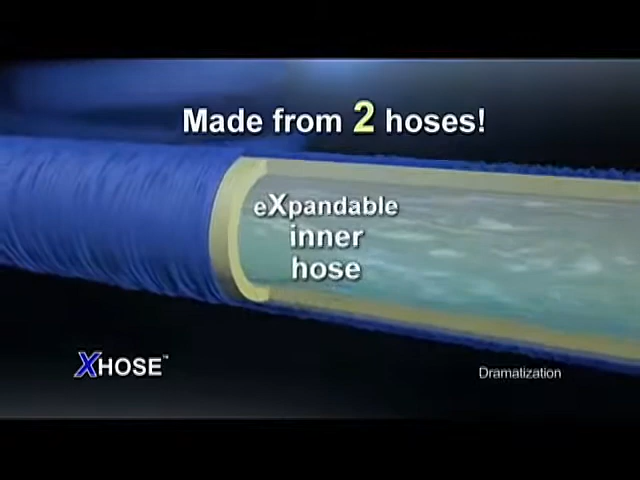 Made from 2 hoses!
eXpandable
inner
hose
XHOSE™
Dramatization